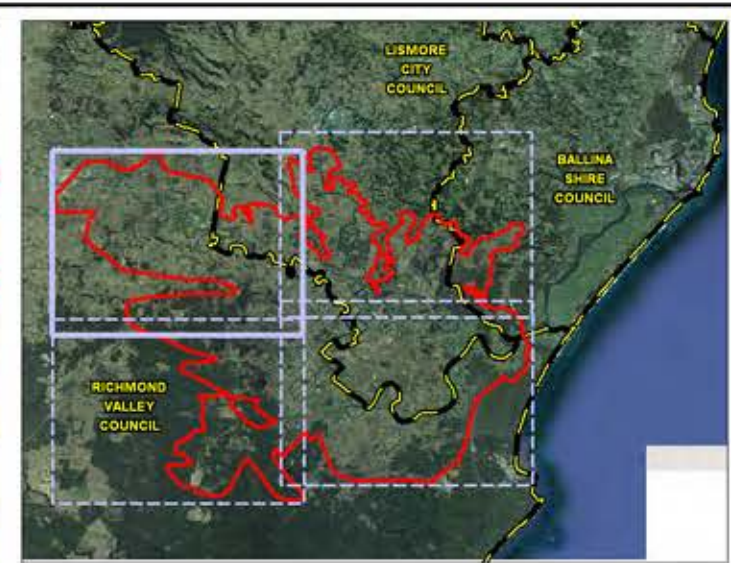 LISMORE
CITY
COUNCIL
BALLINA
SHIRE
COUNCIL
RICHMOND
VALLEY
COUNCIL